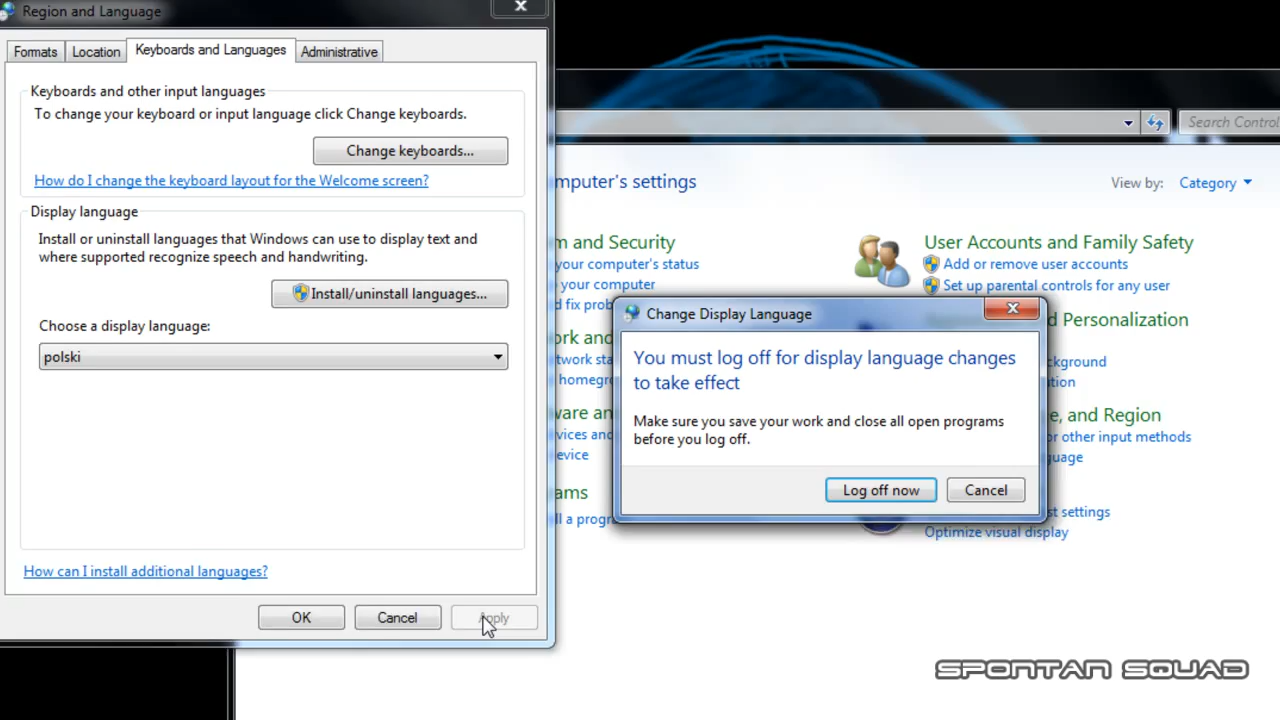 Region and Language
Formats
Location
Keyboards and Languages
Administrative
Keyboards and other input languages
To change your keyboard or input language click Change keyboards.
Change keyboards...
How do I change the keyboard layout for the Welcome screen?
Display language
Install or uninstall languages that Windows can use to display text and
where supported recognize speech and handwriting.
Install/uninstall languages...
Choose a display language:
polski
How can I install additional languages?
OK
Cancel
Apply
Search Control
mputer's settings
View by:
Category
m and Security
your computer's status
your computer
d fix prob
ork and
twork sta
homegro
ware an
vices and
evice
ams
ll a progr
User Accounts and Family Safety
Add or remove user accounts
Set up parental controls for any user
d Personalization
ckground
ution
e, and Region
or other input methods
guage
st settings
Optimize visual display
Change Display Language
You must log off for display language changes
to take effect
Make sure you save your work and close all open programs
before you log off.
Log off now
Cancel
SPONTAN SQUAD